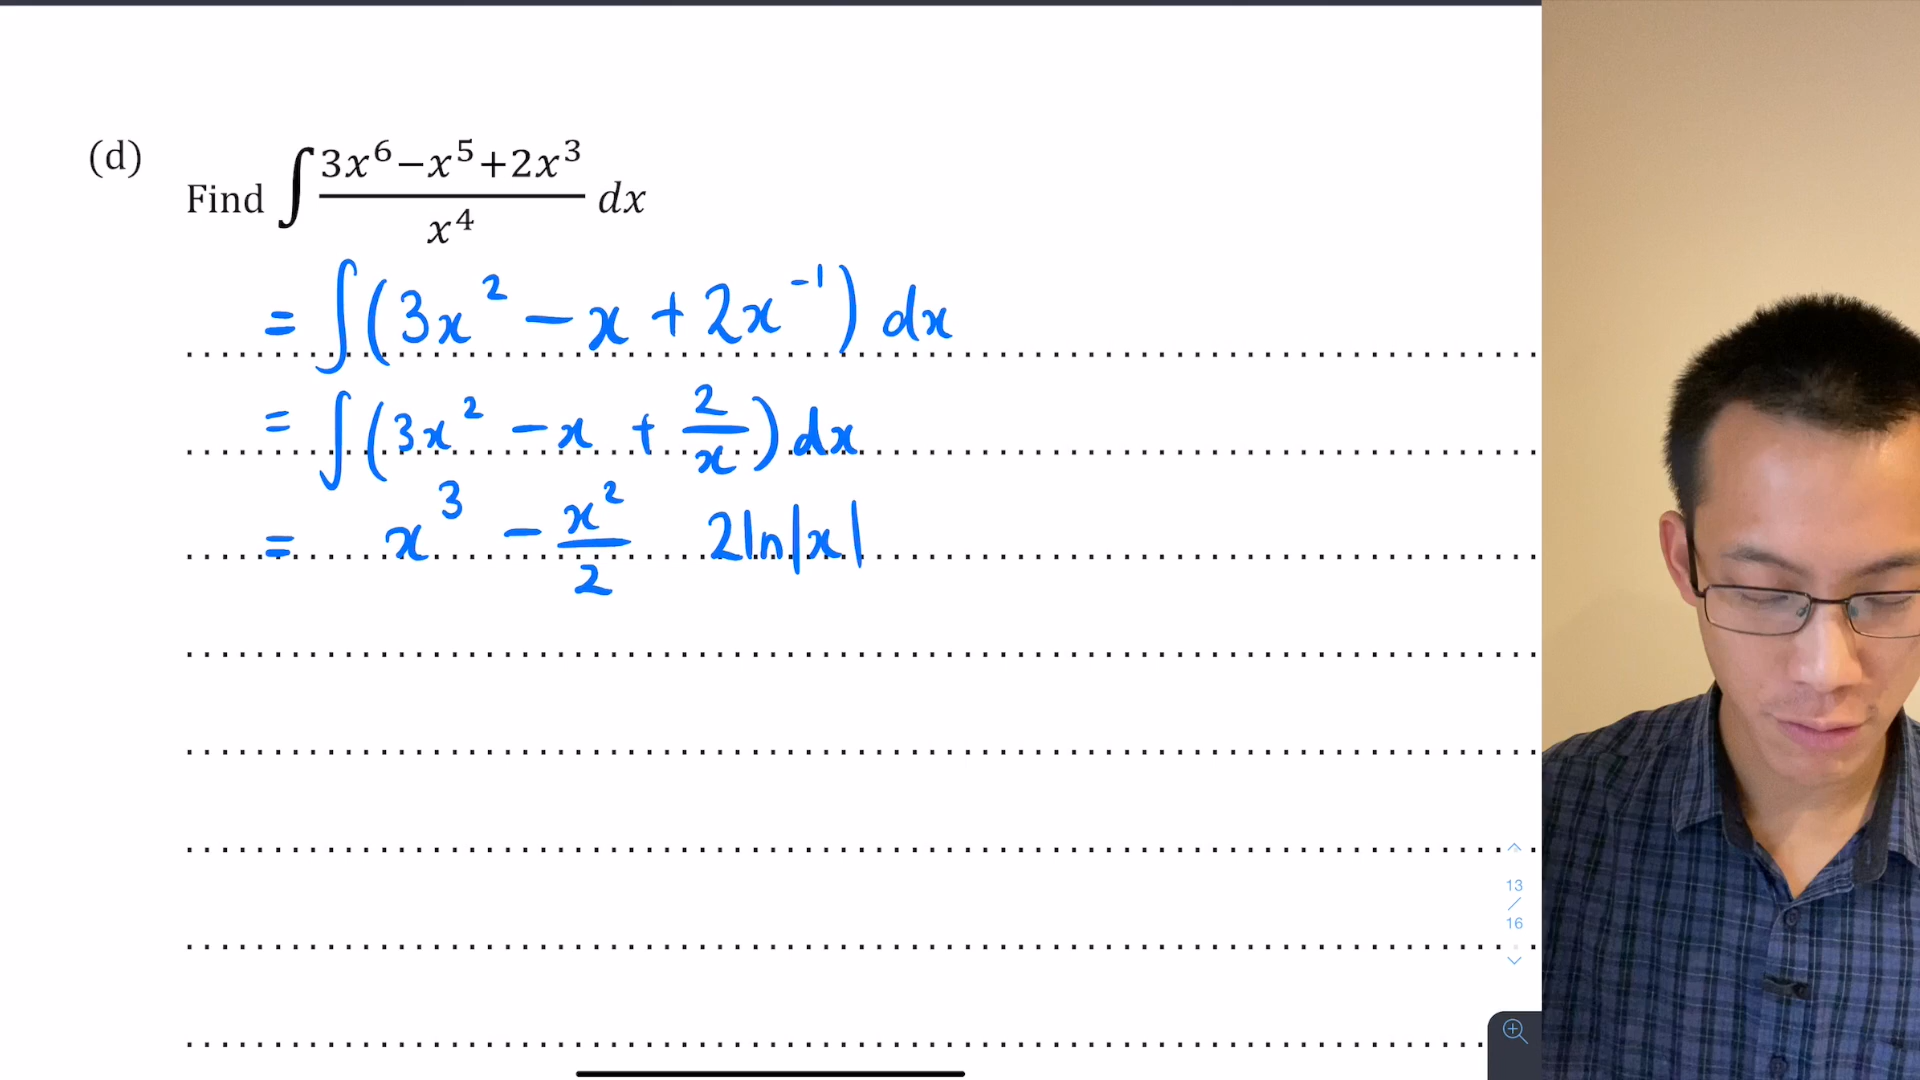 (d) Find ∫ (3x⁶−x⁵+2x³)/x⁴ dx
= ∫(3x² − x + 2x⁻¹) dx
= ∫(3x² − x + 2/x) dx
= x³ − x²/2 2ln|x|
13
/
16